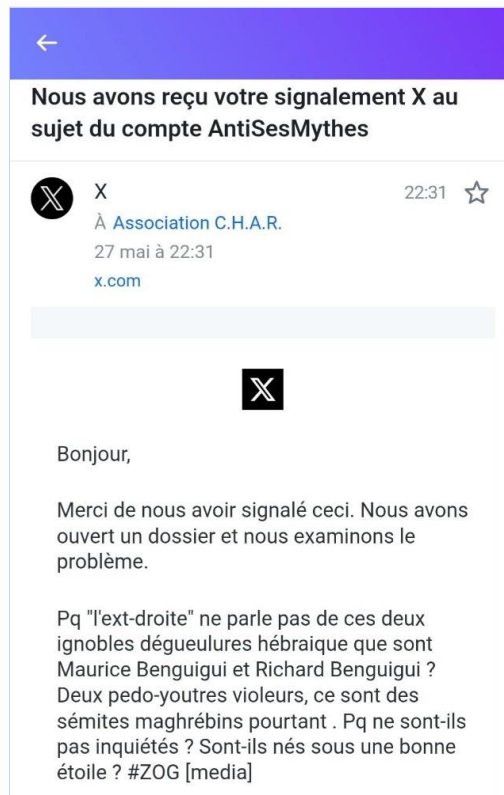 Nous avons reçu votre signalement X au
sujet du compte AntiSesMythes
X
22:31
À Association C.H.A.R.
27 mai à 22:31
x.com
Bonjour,
Merci de nous avoir signalé ceci. Nous avons
ouvert un dossier et nous examinons le
problème.
Pq "l'ext-droite" ne parle pas de ces deux
ignobles dégueulures hébraique que sont
Maurice Benguigui et Richard Benguigui ?
Deux pedo-youtres violeurs, ce sont des
sémites maghrébins pourtant . Pq ne sont-ils
pas inquiétés ? Sont-ils nés sous une bonne
étoile ? #ZOG [media]